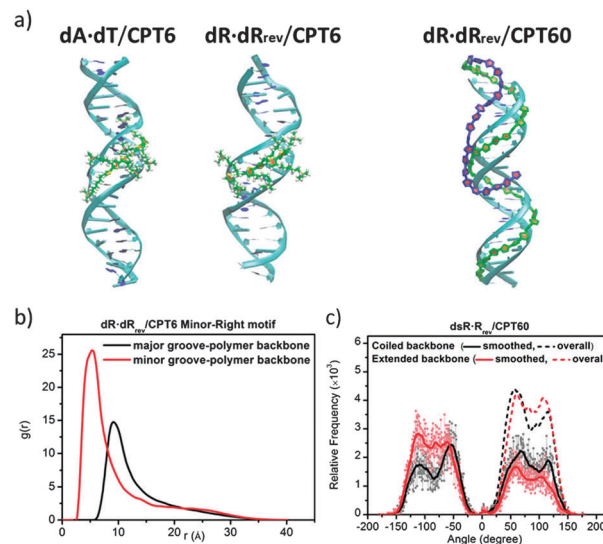 a)
dA·dT/CPT6 dR·dRrev/CPT6 dR·dRrev/CPT60
b)
dR·dRrev/CPT6 Minor-Right motif
major groove-polymer backbone
minor groove-polymer backbone
g(r)
25
20
15
10
5
0
0 10 20 30 40
r (Å)
c)
dsR·Rrev/CPT60
Coiled backbone ( smoothed, overall)
Extended backbone ( smoothed, overall)
Relative Frequency (×10³)
6
5
4
3
2
1
0
-200 -150 -100 -50 0 50 100 150 200
Angle (degree)